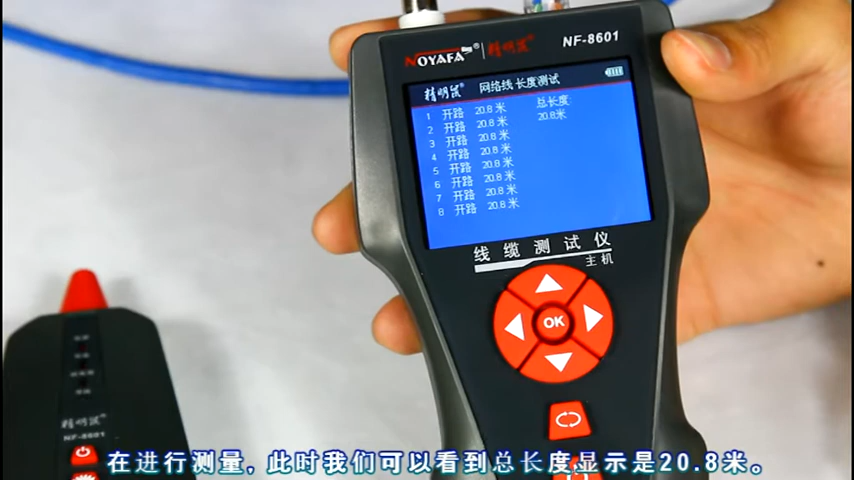 NOYAFA® 精明鼠® NF-8601
精明鼠® 网络线 长度测试
1 开路 20.8 米 总长度
2 开路 20.8 米 20.8米
3 开路 20.8 米
4 开路 20.8 米
5 开路 20.8 米
6 开路 20.8 米
7 开路 20.8 米
8 开路 20.8 米
线缆测试仪
主机
OK
精明鼠®
NF-8601
在进行测量,此时我们可以看到总长度显示是20.8米。